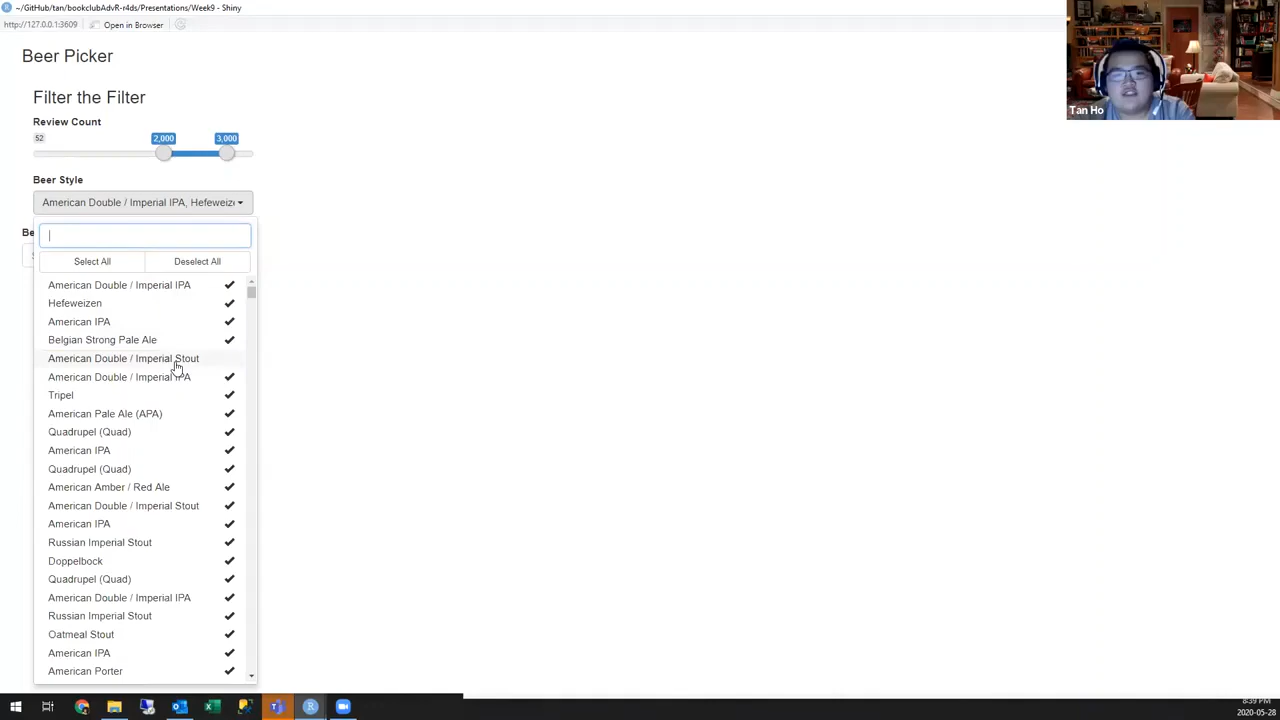 ~/GitHub/tan/bookclubAdvR-r4ds/Presentations/Week9 - Shiny
http://127.0.0.1:3609
Open in Browser
Tan Ho
Beer Picker
Filter the Filter
Review Count
52
2,000
3,000
Beer Style
American Double / Imperial IPA, Hefeweize
Be
Select All
Deselect All
American Double / Imperial IPA
Hefeweizen
American IPA
Belgian Strong Pale Ale
American Double / Imperial Stout
American Double / Imperial IPA
Tripel
American Pale Ale (APA)
Quadrupel (Quad)
American IPA
Quadrupel (Quad)
American Amber / Red Ale
American Double / Imperial Stout
American IPA
Russian Imperial Stout
Doppelbock
Quadrupel (Quad)
American Double / Imperial IPA
Russian Imperial Stout
Oatmeal Stout
American IPA
American Porter
8:39 PM
2020-05-28